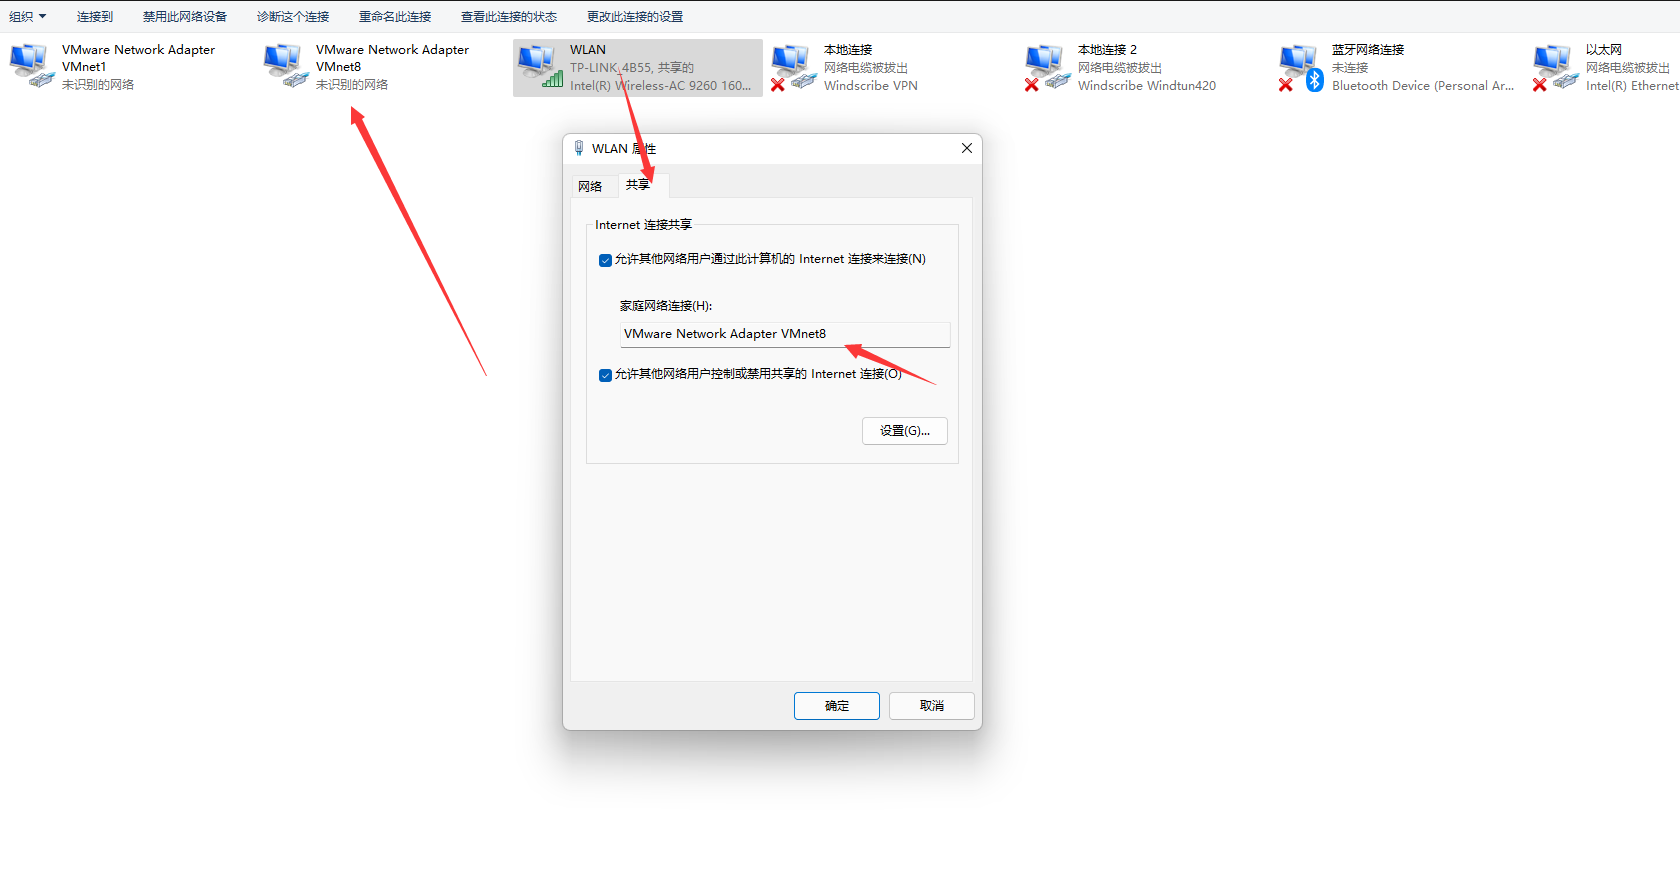 组织 连接到 禁用此网络设备 诊断这个连接 重命名此连接 查看此连接的状态 更改此连接的设置
VMware Network Adapter
VMnet1
未识别的网络
VMware Network Adapter
VMnet8
未识别的网络
WLAN
TP-LINK_4B55, 共享的
Intel(R) Wireless-AC 9260 160...
本地连接
网络电缆被拔出
Windscribe VPN
本地连接 2
网络电缆被拔出
Windscribe Windtun420
蓝牙网络连接
未连接
Bluetooth Device (Personal Ar...
以太网
网络电缆被拔出
Intel(R) Ethernet
WLAN 属性
网络 共享
Internet 连接共享
允许其他网络用户通过此计算机的 Internet 连接来连接(N)
家庭网络连接(H):
VMware Network Adapter VMnet8
允许其他网络用户控制或禁用共享的 Internet 连接(O)
设置(G)...
确定 取消